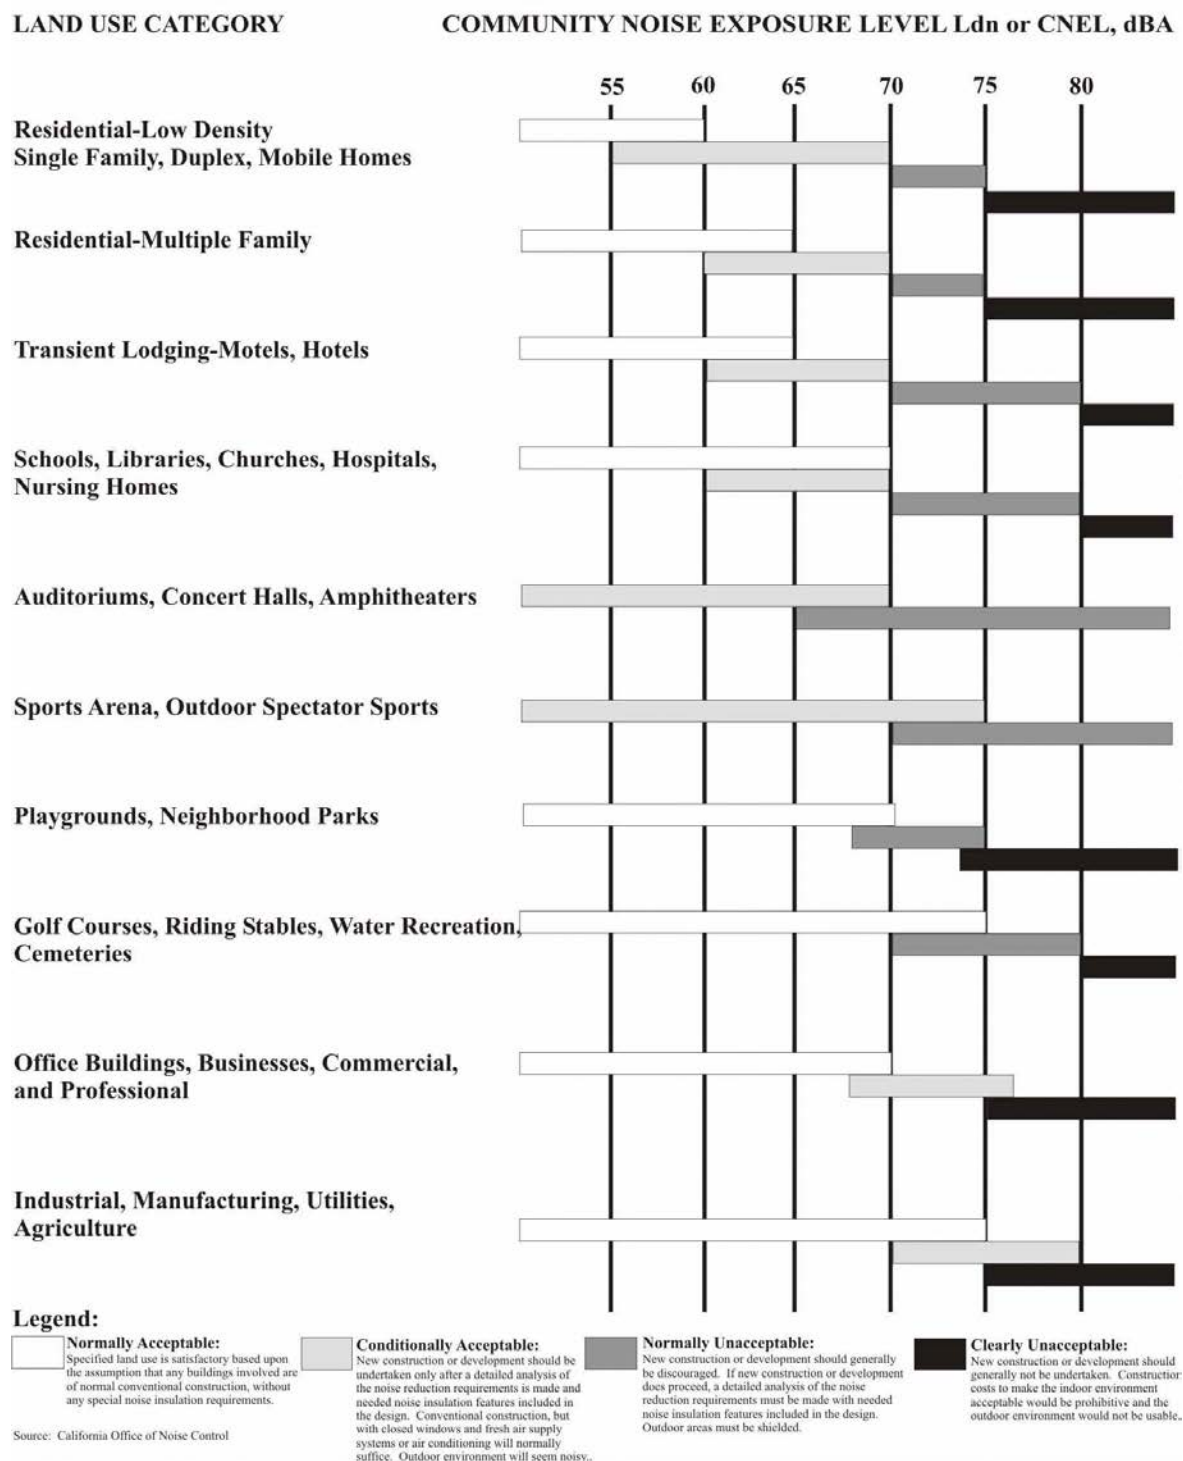 LAND USE CATEGORY
COMMUNITY NOISE EXPOSURE LEVEL Ldn or CNEL, dBA
55 60 65 70 75 80
Residential-Low Density
Single Family, Duplex, Mobile Homes
Residential-Multiple Family
Transient Lodging-Motels, Hotels
Schools, Libraries, Churches, Hospitals,
Nursing Homes
Auditoriums, Concert Halls, Amphitheaters
Sports Arena, Outdoor Spectator Sports
Playgrounds, Neighborhood Parks
Golf Courses, Riding Stables, Water Recreation,
Cemeteries
Office Buildings, Businesses, Commercial,
and Professional
Industrial, Manufacturing, Utilities,
Agriculture
Legend:
Normally Acceptable:
Specified land use is satisfactory based upon
the assumption that any buildings involved are
of normal conventional construction, without
any special noise insulation requirements.
Conditionally Acceptable:
New construction or development should be
undertaken only after a detailed analysis of
the noise reduction requirements is made and
needed noise insulation features included in
the design. Conventional construction, but
with closed windows and fresh air supply
systems or air conditioning will normally
suffice. Outdoor environment will seem noisy..
Normally Unacceptable:
New construction or development should generally
be discouraged. If new construction or development
does proceed, a detailed analysis of the noise
reduction requirements must be made with needed
noise insulation features included in the design.
Outdoor areas must be shielded.
Clearly Unacceptable:
New construction or development should
generally not be undertaken. Construction
costs to make the indoor environment
acceptable would be prohibitive and the
outdoor environment would not be usable..
Source: California Office of Noise Control